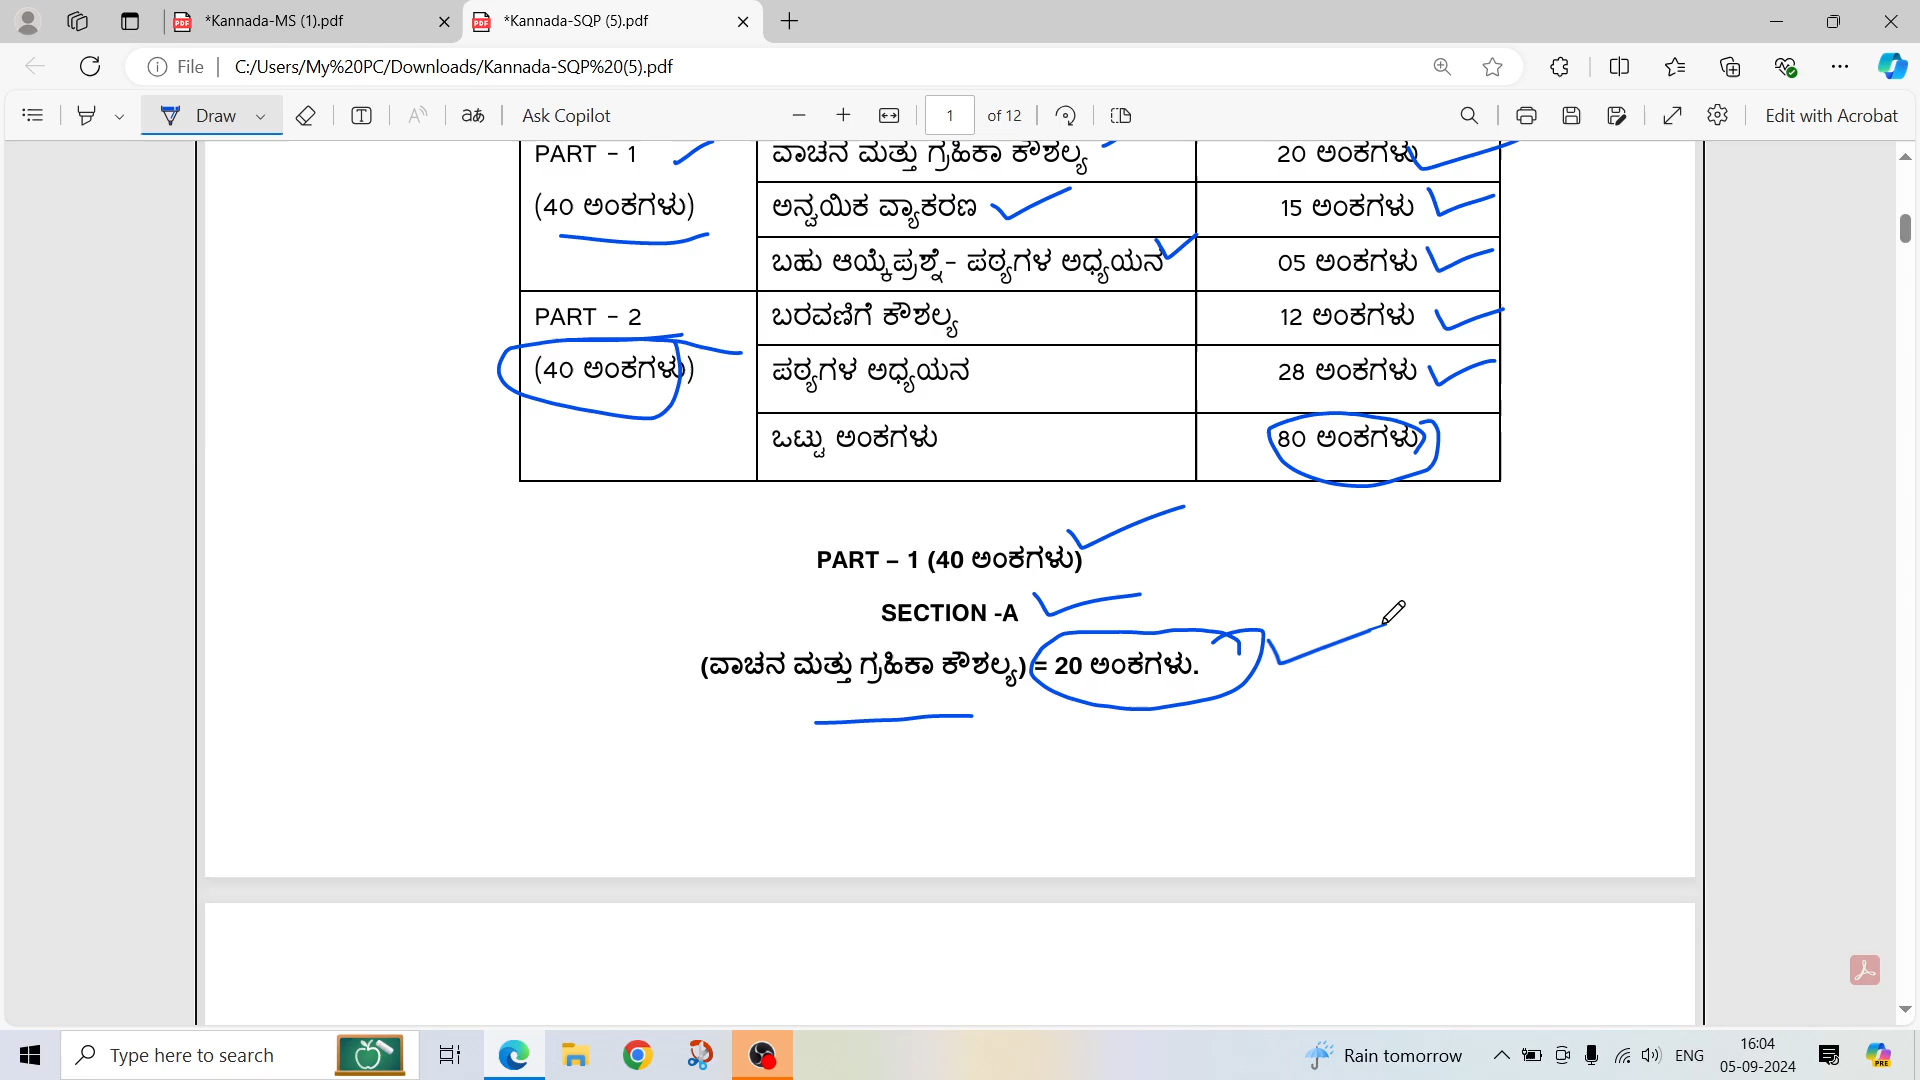 *Kannada-MS (1).pdf
*Kannada-SQP (5).pdf
File
C:/Users/My%20PC/Downloads/Kannada-SQP%20(5).pdf
Draw
Ask Copilot
1 of 12
Edit with Acrobat
PART - 1 ವಾಚನ ಮತ್ತು ಗ್ರಹಿಕಾ ಕೌಶಲ್ಯ 20 ಅಂಕಗಳು
(40 ಅಂಕಗಳು) ಅನ್ವಯಿಕ ವ್ಯಾಕರಣ 15 ಅಂಕಗಳು
ಬಹು ಆಯ್ಕೆಪ್ರಶ್ನೆ- ಪಠ್ಯಗಳ ಅಧ್ಯಯನ 05 ಅಂಕಗಳು
PART - 2 ಬರವಣಿಗೆ ಕೌಶಲ್ಯ 12 ಅಂಕಗಳು
(40 ಅಂಕಗಳು) ಪಠ್ಯಗಳ ಅಧ್ಯಯನ 28 ಅಂಕಗಳು
ಒಟ್ಟು ಅಂಕಗಳು 80 ಅಂಕಗಳು
PART – 1 (40 ಅಂಕಗಳು)
SECTION -A
(ವಾಚನ ಮತ್ತು ಗ್ರಹಿಕಾ ಕೌಶಲ್ಯ) = 20 ಅಂಕಗಳು.
Type here to search
Rain tomorrow
ENG
16:04
05-09-2024